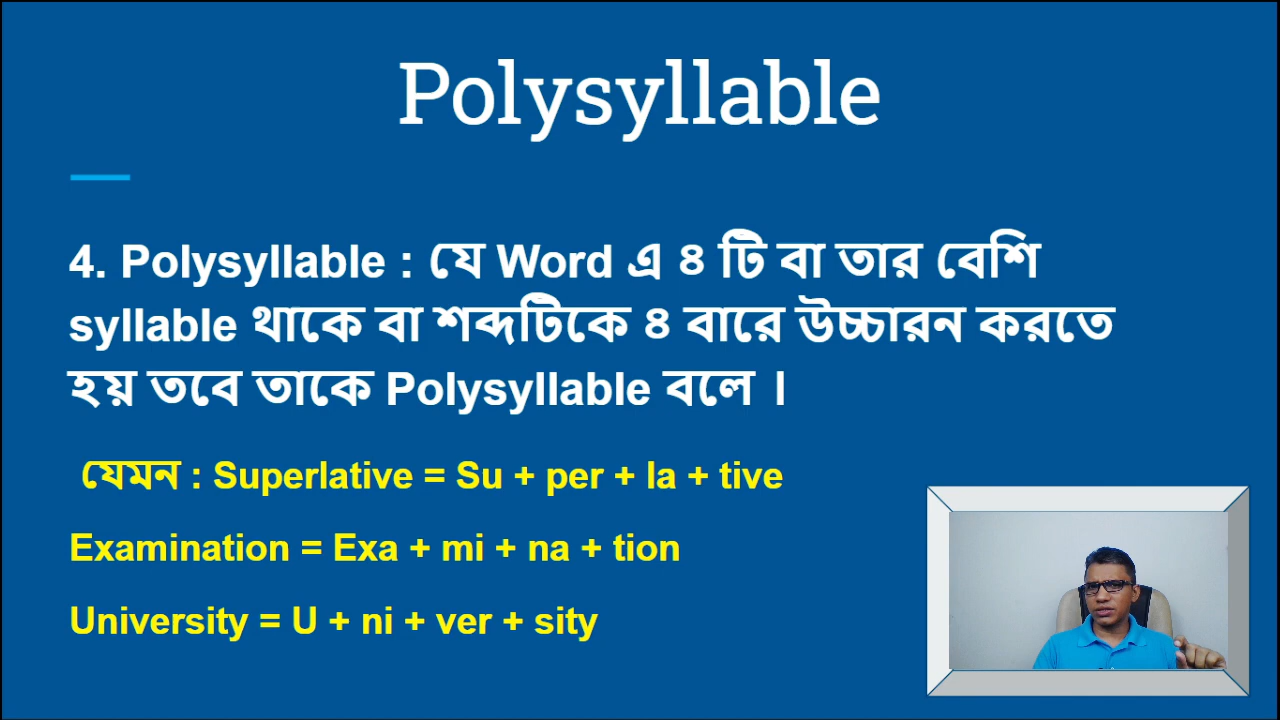 Polysyllable
4. Polysyllable : যে Word এ ৪ টি বা তার বেশি
syllable থাকে বা শব্দটিকে ৪ বারে উচ্চারন করতে
হয় তবে তাকে Polysyllable বলে ।
যেমন : Superlative = Su + per + la + tive
Examination = Exa + mi + na + tion
University = U + ni + ver + sity